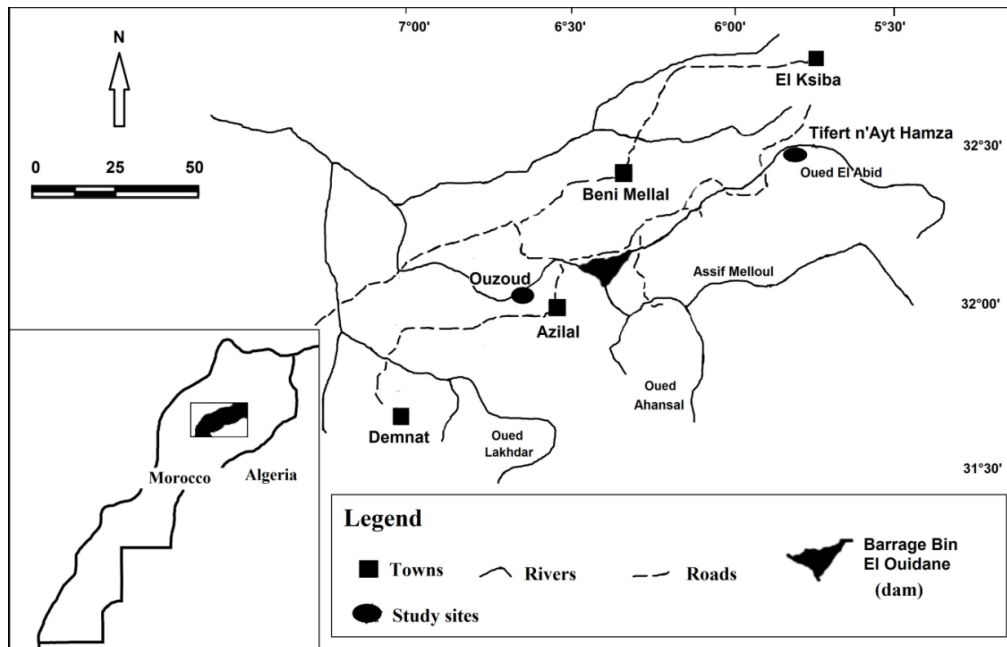 7°00' 6°30' 6°00' 5°30'
N
El Ksiba
Tifert n'Ayt Hamza
32°30'
0 25 50
Oued El Abid
Beni Mellal
Assif Melloul
Ouzoud
32°00'
Azilal
Oued
Ahansal
Demnat
Oued
Lakhdar
31°30'
Morocco
Algeria
Legend
Towns
Rivers
Roads
Barrage Bin
El Ouidane
(dam)
Study sites